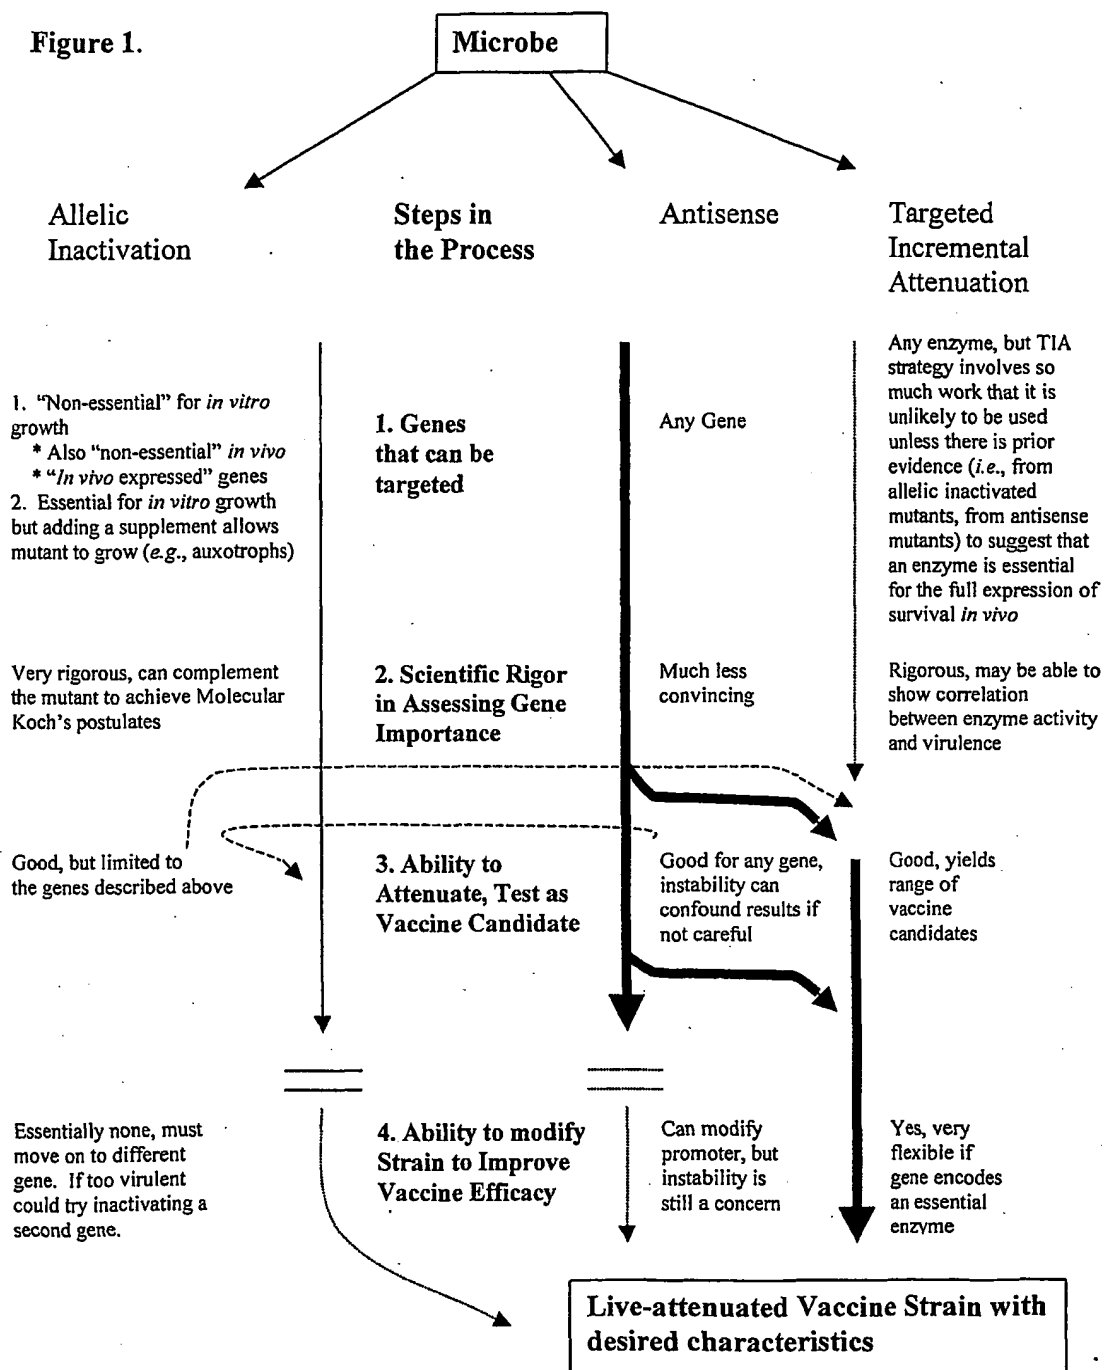 Figure 1.
Microbe
Allelic
Inactivation
Steps in
the Process
Antisense
Targeted
Incremental
Attenuation
1. "Non-essential" for in vitro
growth
* Also "non-essential" in vivo
* "In vivo expressed" genes
2. Essential for in vitro growth
but adding a supplement allows
mutant to grow (e.g., auxotrophs)
1. Genes
that can be
targeted
Any Gene
Any enzyme, but TIA
strategy involves so
much work that it is
unlikely to be used
unless there is prior
evidence (i.e., from
allelic inactivated
mutants, from antisense
mutants) to suggest that
an enzyme is essential
for the full expression of
survival in vivo
Very rigorous, can complement
the mutant to achieve Molecular
Koch's postulates
2. Scientific Rigor
in Assessing Gene
Importance
Much less
convincing
Rigorous, may be able to
show correlation
between enzyme activity
and virulence
Good, but limited to
the genes described above
3. Ability to
Attenuate, Test as
Vaccine Candidate
Good for any gene,
instability can
confound results if
not careful
Good, yields
range of
vaccine
candidates
Essentially none, must
move on to different
gene. If too virulent
could try inactivating a
second gene.
4. Ability to modify
Strain to Improve
Vaccine Efficacy
Can modify
promoter, but
instability is
still a concern
Yes, very
flexible if
gene encodes
an essential
enzyme
Live-attenuated Vaccine Strain with
desired characteristics